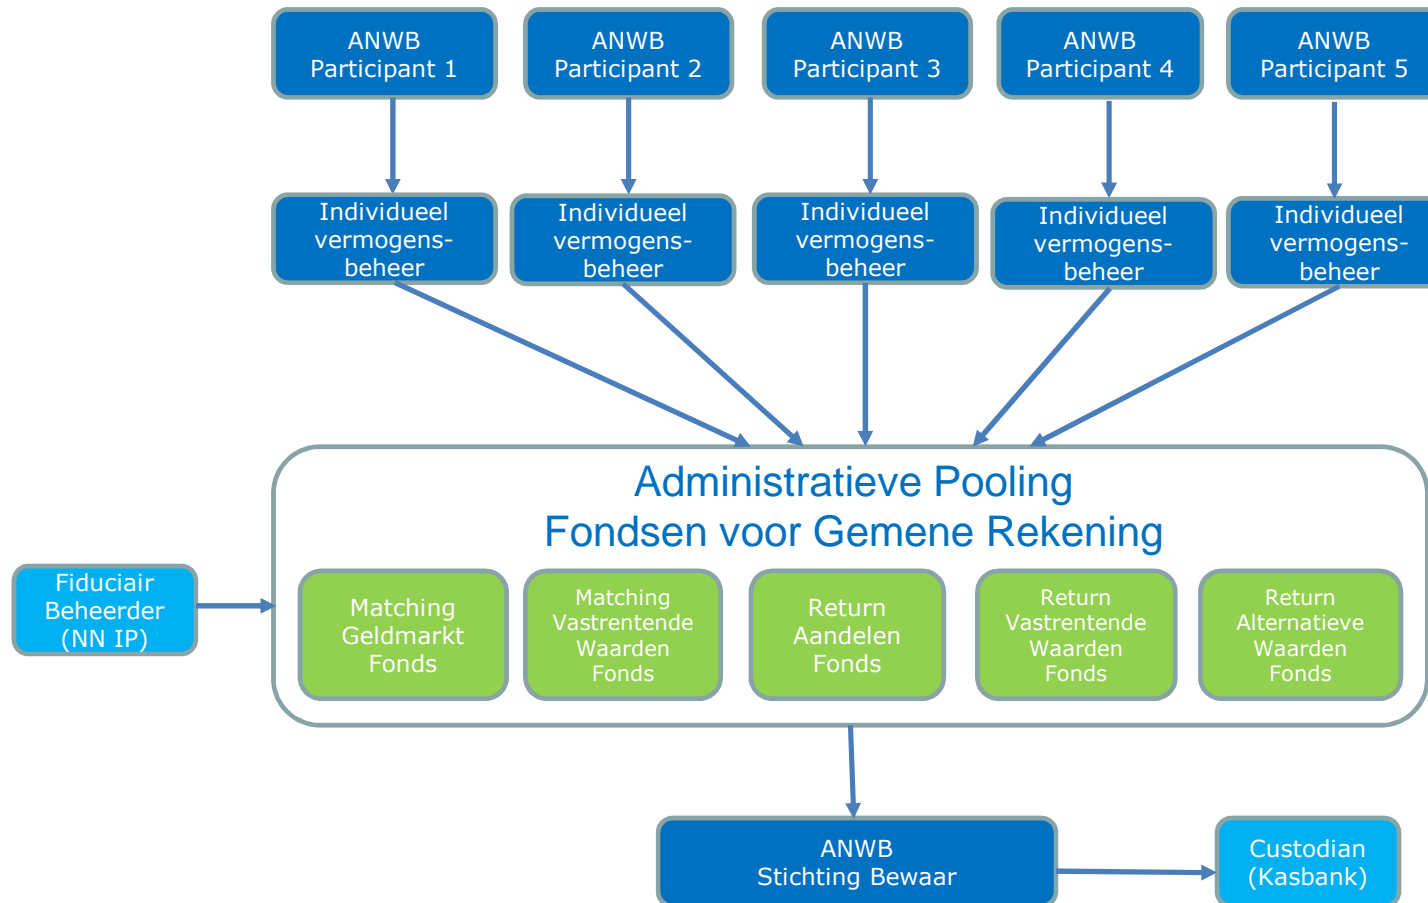 ANWB
Participant 1
ANWB
Participant 2
ANWB
Participant 3
ANWB
Participant 4
ANWB
Participant 5
Individueel
vermogens-
beheer
Individueel
vermogens-
beheer
Individueel
vermogens-
beheer
Individueel
vermogens-
beheer
Individueel
vermogens-
beheer
Administratieve Pooling
Fondsen voor Gemene Rekening
Fiduciair
Beheerder
(NN IP)
Matching
Geldmarkt
Fonds
Matching
Vastrentende
Waarden
Fonds
Return
Aandelen
Fonds
Return
Vastrentende
Waarden
Fonds
Return
Alternatieve
Waarden
Fonds
ANWB
Stichting Bewaar
Custodian
(Kasbank)